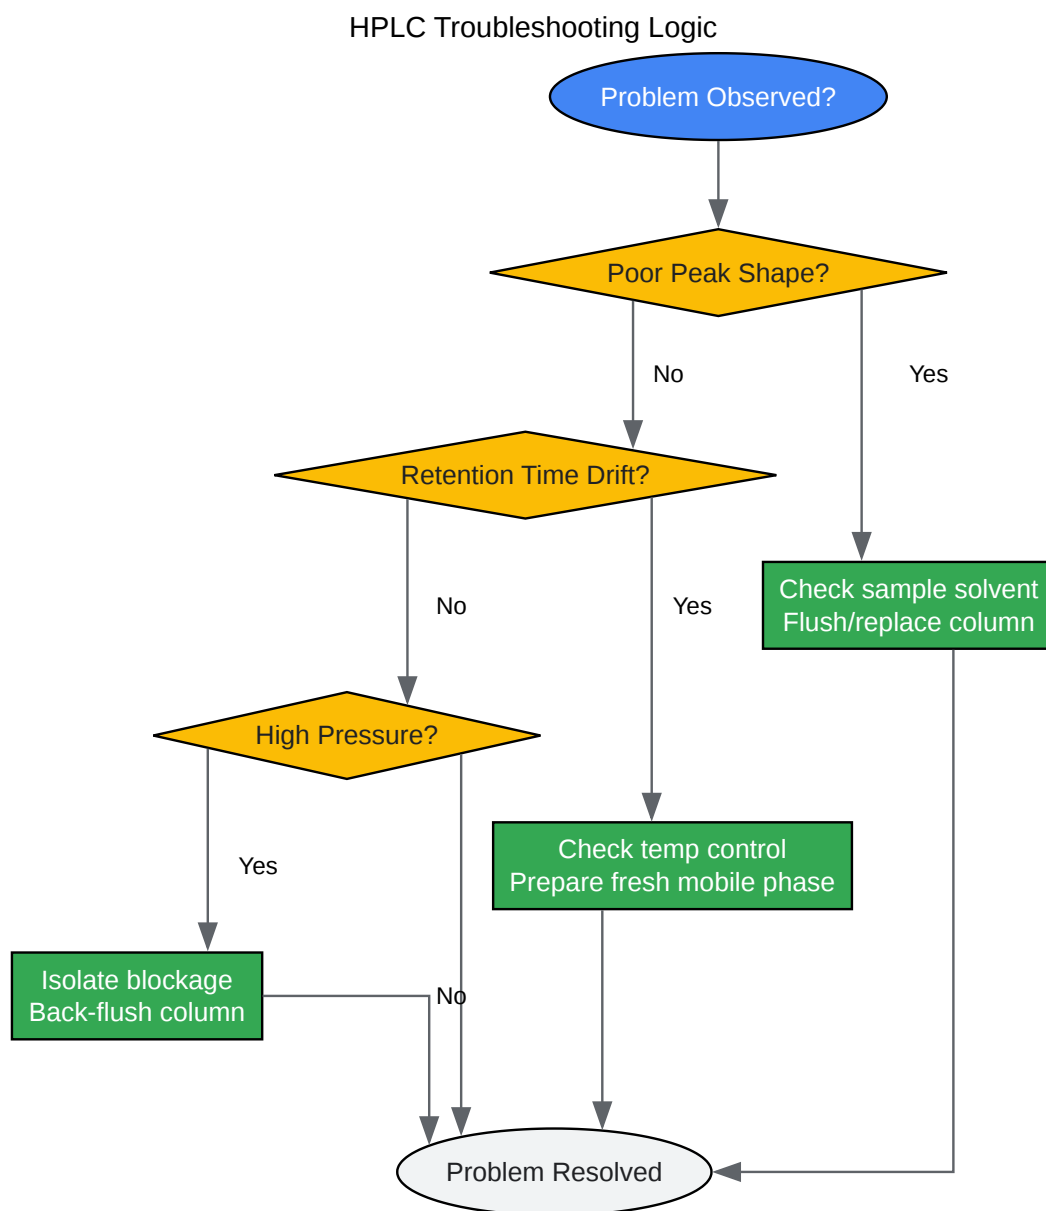 HPLC Troubleshooting Logic
Problem Observed?
Poor Peak Shape?
No
Yes
Retention Time Drift?
No
Yes
Check sample solvent
Flush/replace column
High Pressure?
Yes
Check temp control
Prepare fresh mobile phase
Isolate blockage
Back-flush column
No
Problem Resolved